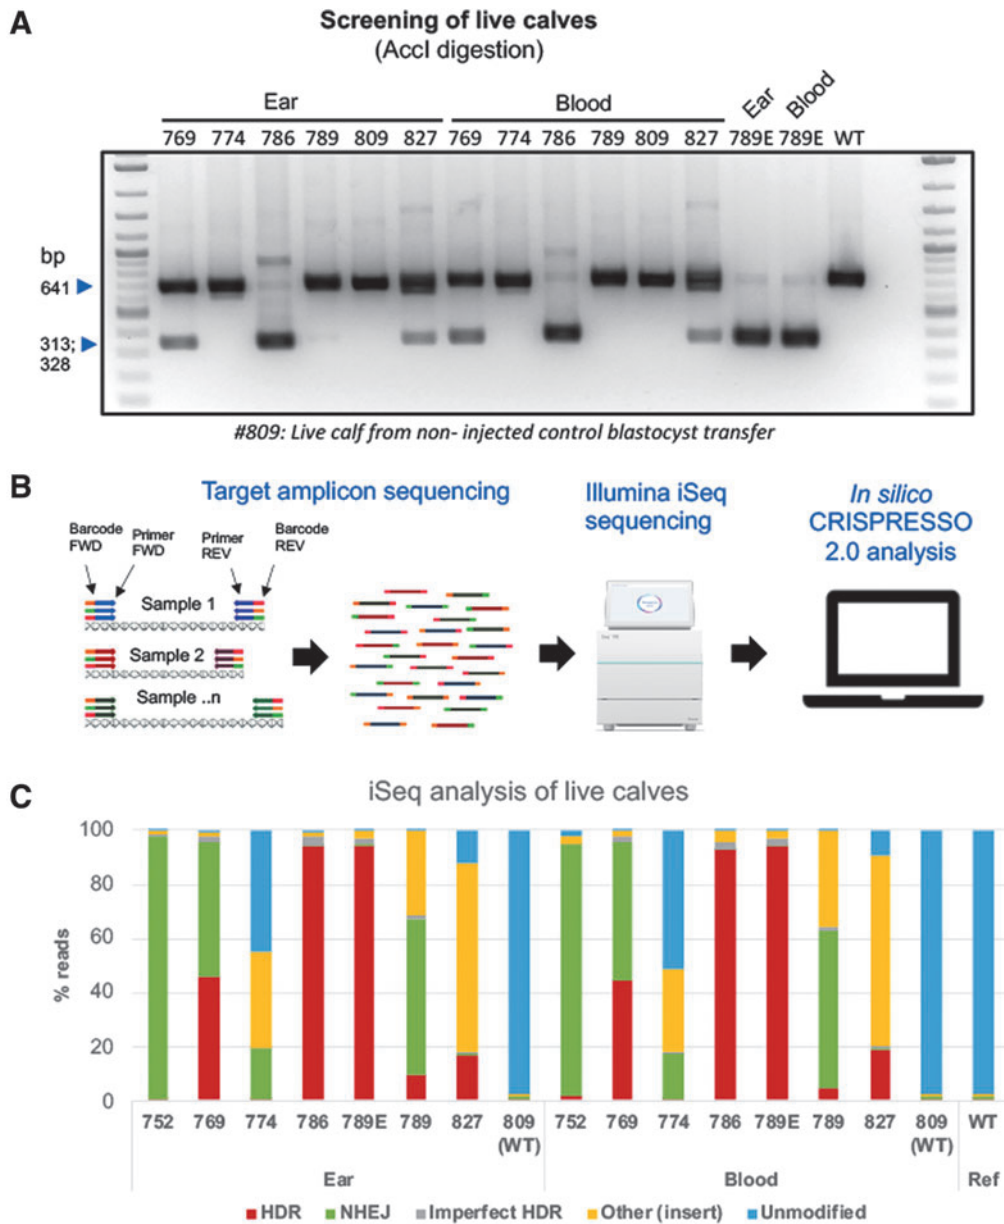 A
Screening of live calves
(AccI digestion)
Ear
Blood
Ear
Blood
769 774 786 789 809 827 769 774 786 789 809 827 789E 789E WT
bp
641
313;
328
#809: Live calf from non- injected control blastocyst transfer
B
Target amplicon sequencing
Illumina iSeq
sequencing
In silico
CRISPRESSO
2.0 analysis
Barcode
FWD
Primer
FWD
Primer
REV
Barcode
REV
Sample 1
Sample 2
Sample ..n
C
iSeq analysis of live calves
% reads
100
80
60
40
20
0
752 769 774 786 789E 789 827 809 752 769 774 786 789E 789 827 809 WT
(WT) (WT)
Ear Blood Ref
HDR NHEJ Imperfect HDR Other (insert) Unmodified